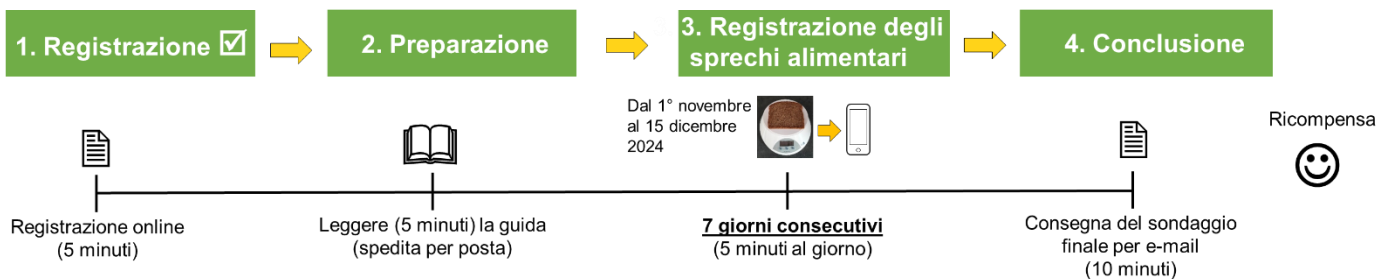 1. Registrazione ☑
2. Preparazione
3. Registrazione degli
sprechi alimentari
4. Conclusione
Dal 1° novembre
al 15 dicembre
2024
Ricompensa
Registrazione online
(5 minuti)
Leggere (5 minuti) la guida
(spedita per posta)
7 giorni consecutivi
(5 minuti al giorno)
Consegna del sondaggio
finale per e-mail
(10 minuti)